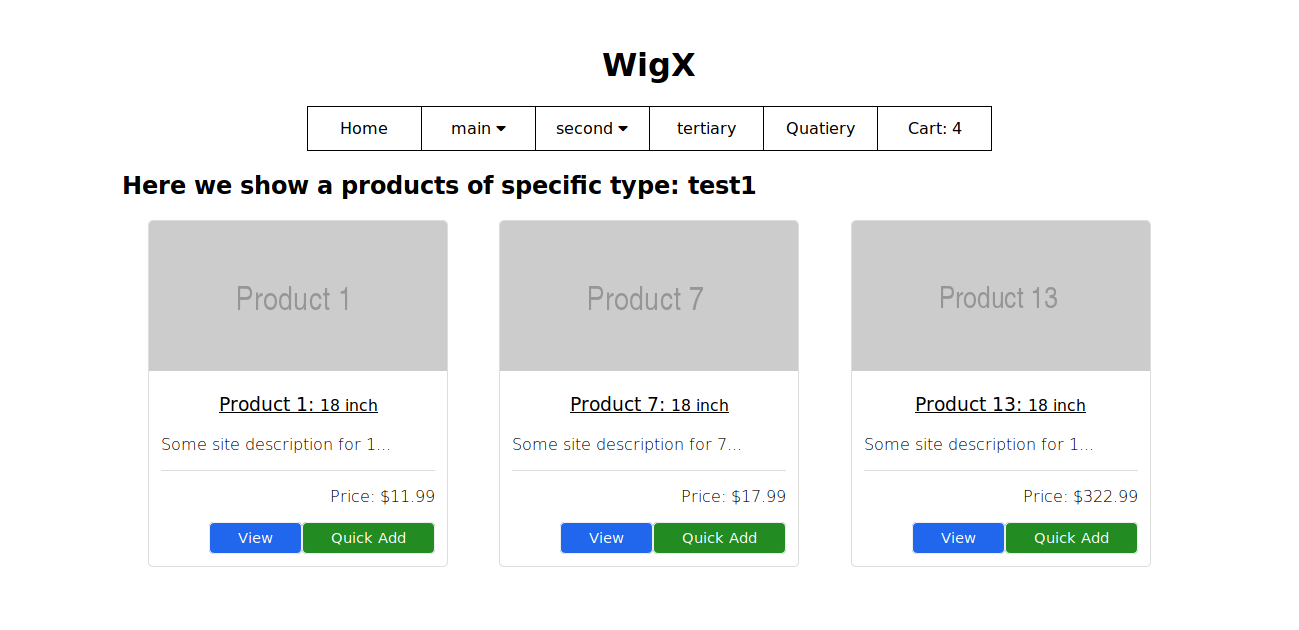 WigX
Home main second tertiary Quatiery Cart: 4
Here we show a products of specific type: test1
Product 1
Product 1: 18 inch
Some site description for 1...
Price: $11.99
View Quick Add
Product 7
Product 7: 18 inch
Some site description for 7...
Price: $17.99
View Quick Add
Product 13
Product 13: 18 inch
Some site description for 1...
Price: $322.99
View Quick Add